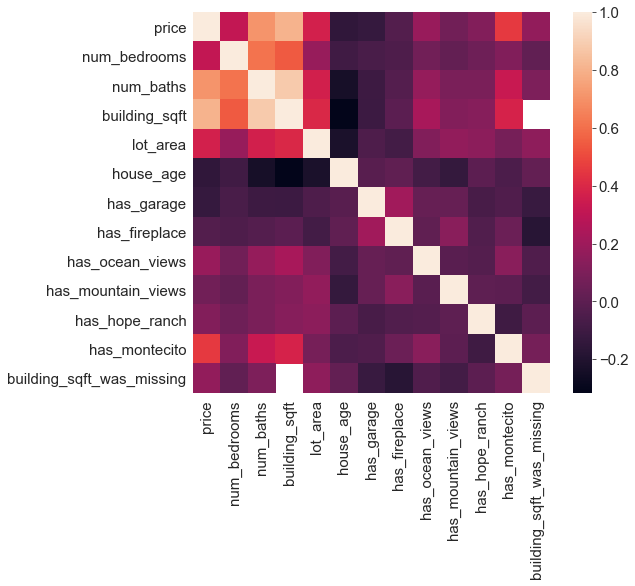 price
num_bedrooms
num_baths
building_sqft
lot_area
house_age
has_garage
has_fireplace
has_ocean_views
has_mountain_views
has_hope_ranch
has_montecito
building_sqft_was_missing
price
num_bedrooms
num_baths
building_sqft
lot_area
house_age
has_garage
has_fireplace
has_ocean_views
has_mountain_views
has_hope_ranch
has_montecito
building_sqft_was_missing
1.0
0.8
0.6
0.4
0.2
0.0
−0.2